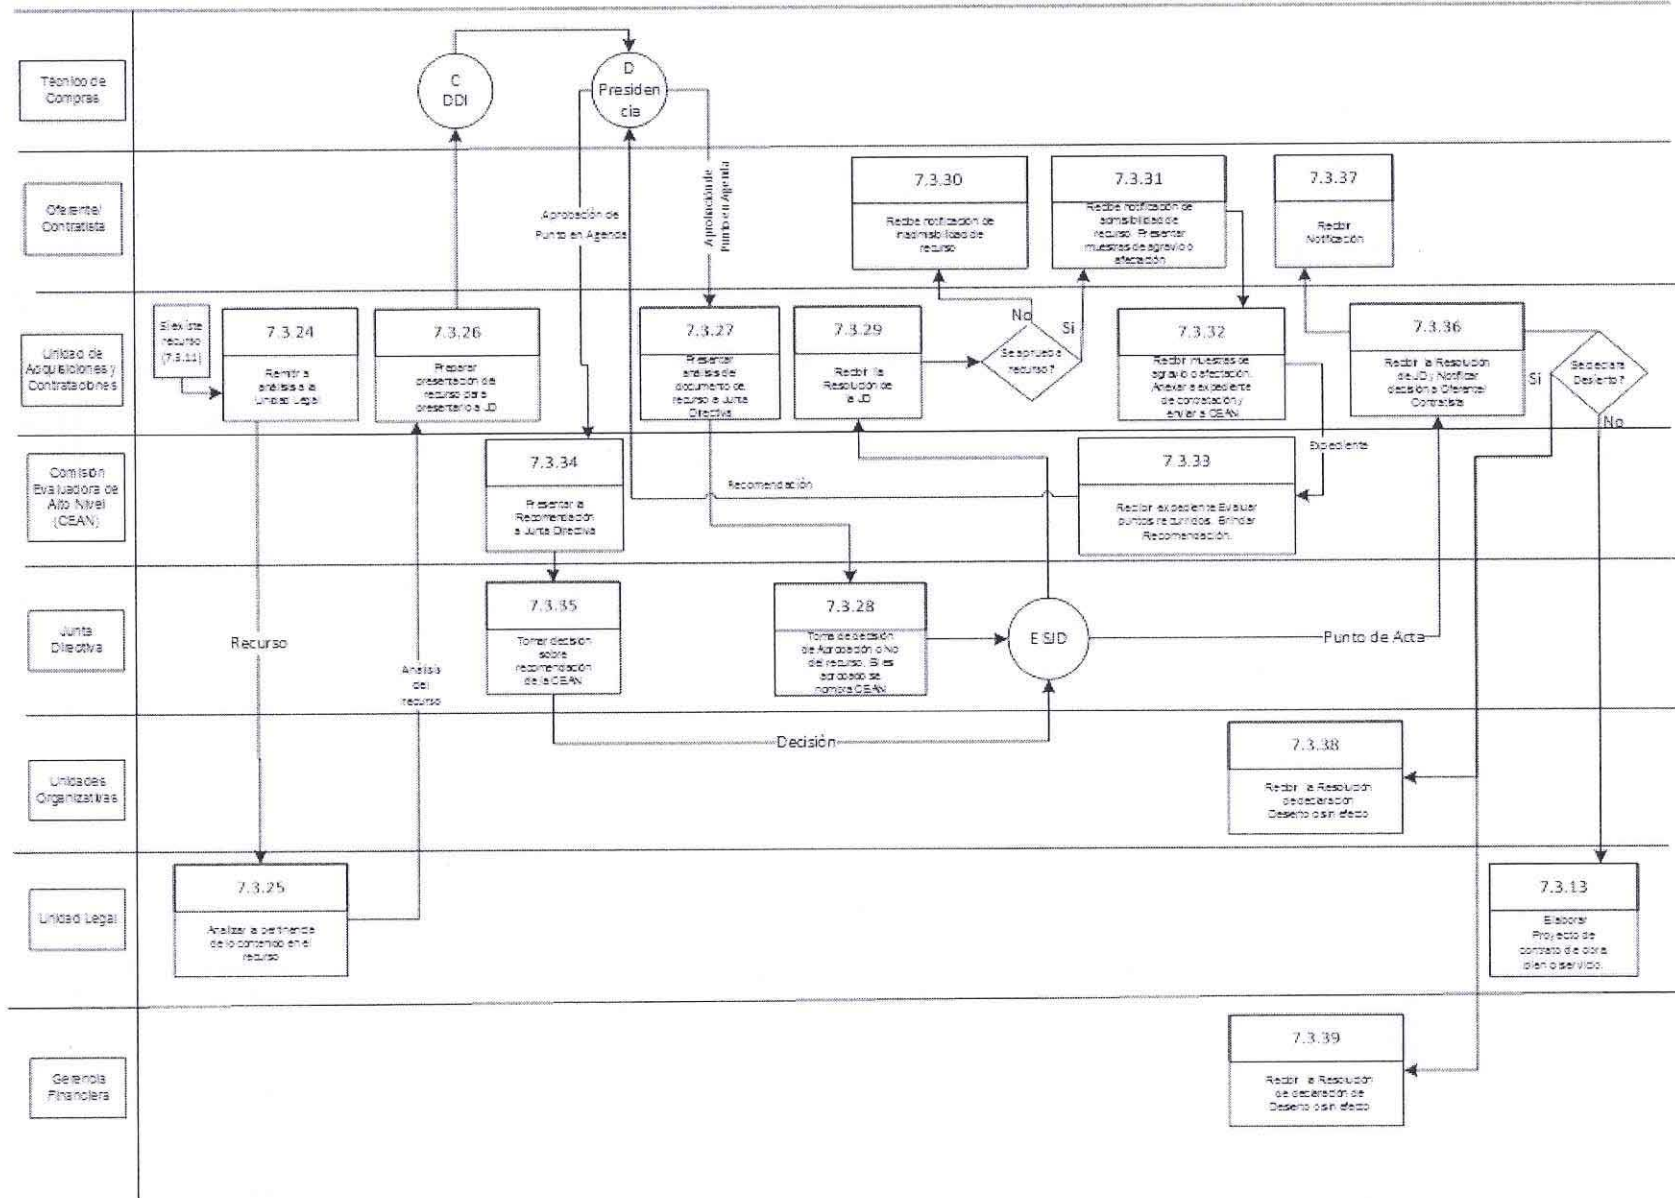 Técnico de
Compras
C
DDI
D
Presiden
cia
Oferente/
Contratista
Aprobación de
Punto en Agenda
Aprobación de
Punto en Agenda
7.3.30
Recibe notificación de
inadmisibilidad de
recurso
7.3.31
Recibe notificación de
admisibilidad de
recurso. Presentar
muestras de agravio o
afectación
7.3.37
Recibir
Notificación
Unidad de
Adquisiciones y
Contrataciones
Si existe
recurso
(7.3.11)
7.3.24
Remitir a
análisis a la
Unidad Legal
7.3.26
Preparar
presentación del
recurso para
presentarlo a JD
7.3.27
Presentar
análisis del
documento de
recurso a Junta
Directiva
7.3.29
Recibir la
Resolución de
la JD
Se aprueba
recurso?
No
Si
7.3.32
Recibir muestras de
agravio o afectación.
Anexar a expediente
de contratación y
enviar a CEAN
7.3.36
Recibir la Resolución
de JD y Notificar
decisión a Oferente/
Contratista
Se declara
Desierto?
Si
No
Comisión
Evaluadora de
Alto Nivel
(CEAN)
7.3.34
Presentar la
Recomendación
a Junta Directiva
Recomendación
7.3.33
Recibir expediente Evaluar
puntos recurridos. Brindar
Recomendación.
Expediente
Junta
Directiva
Recurso
Análisis
del
recurso
7.3.35
Tomar decisión
sobre
recomendación
de la CEAN
7.3.28
Toma de decisión
de Aprobación o No
del recurso. Si es
aprobado se
nombra CEAN
E SJD
Punto de Acta
Decisión
Unidades
Organizativas
7.3.38
Recibir la Resolución
de declaración
Desierto o sin efecto
Unidad Legal
7.3.25
Analizar la pertinencia
de lo contenido en el
recurso
7.3.13
Elaborar
Proyecto de
contrato de obra,
bien o servicio.
Gerencia
Financiera
7.3.39
Recibir la Resolución
de declaración de
Desierto o sin efecto